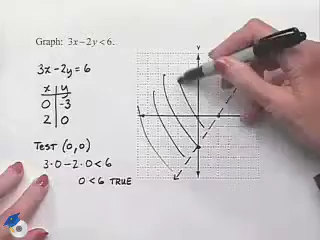 Graph: 3x−2y<6.
3x−2y=6
x y
0 -3
2 0
TEST (0,0)
3·0−2·0<6
0<6 TRUE
y
x